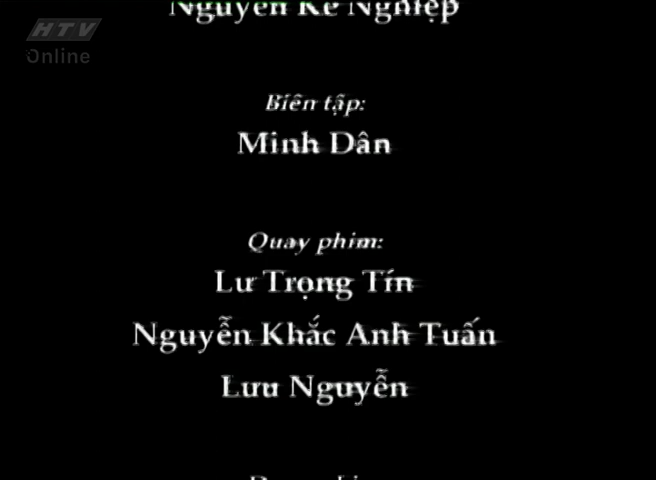 HTV
Online
Nguyễn Kế Nghiệp
Biên tập:
Minh Dân
Quay phim:
Lư Trọng Tín
Nguyễn Khắc Anh Tuấn
Lưu Nguyễn